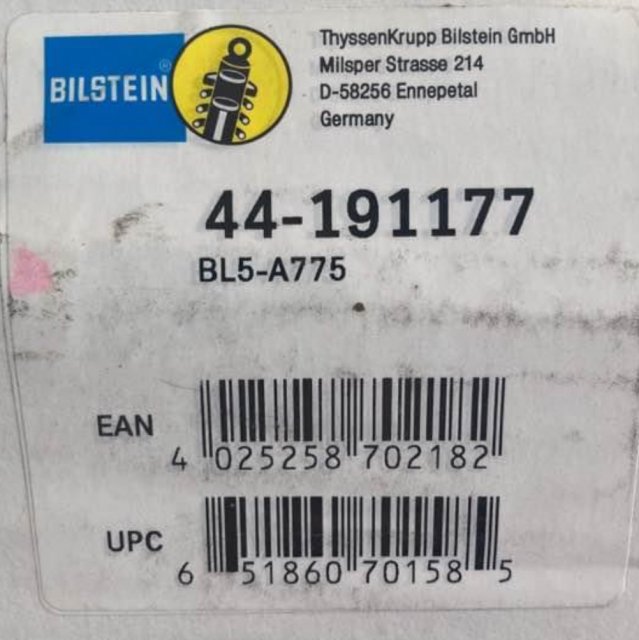 BILSTEIN®
ThyssenKrupp Bilstein GmbH
Milsper Strasse 214
D-58256 Ennepetal
Germany
44-191177
BL5-A775
EAN
4 025258 702182
UPC
6 51860 70158 5